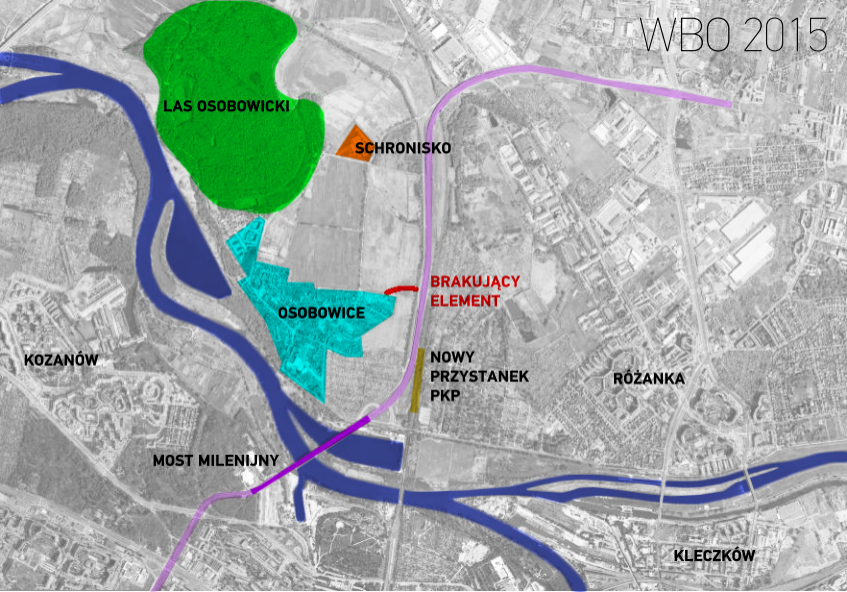 WBO 2015
LAS OSOBOWICKI
SCHRONISKO
BRAKUJĄCY
ELEMENT
OSOBOWICE
KOZANÓW
NOWY
PRZYSTANEK
PKP
RÓŻANKA
MOST MILENIJNY
KLECZKÓW